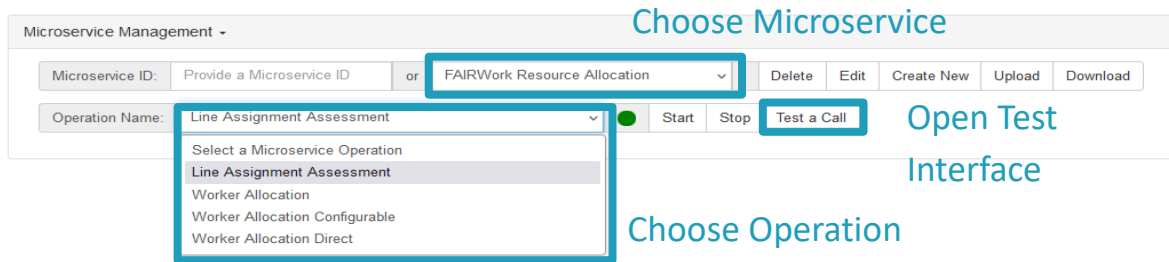 Choose Microservice
Microservice Management
Microservice ID: Provide a Microservice ID or FAIRWork Resource Allocation Delete Edit Create New Upload Download
Operation Name: Line Assignment Assessment Start Stop Test a Call
Open Test
Interface
Select a Microservice Operation
Line Assignment Assessment
Worker Allocation
Worker Allocation Configurable
Worker Allocation Direct
Choose Operation